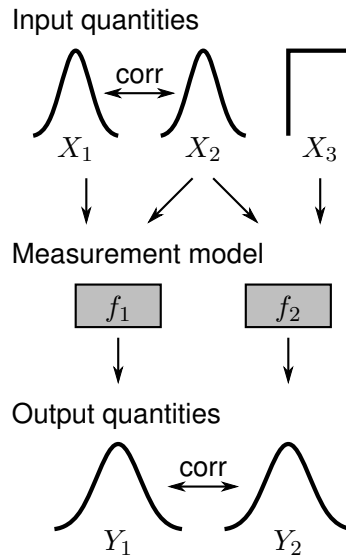 Input quantities
corr
X₁ X₂ X₃
Measurement model
f₁ f₂
Output quantities
corr
Y₁ Y₂